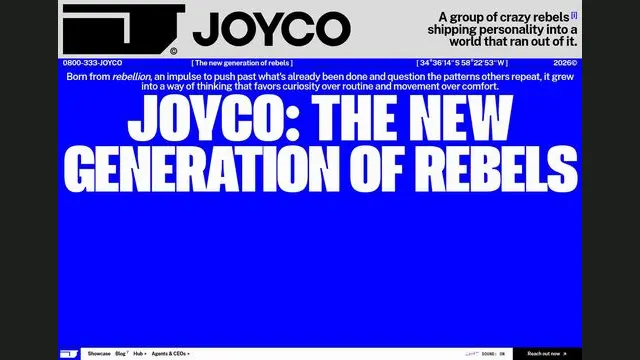 JOYCO
©
A group of crazy rebels [i]
shipping personality into a
world that ran out of it.
0800-333-JOYCO
[ The new generation of rebels ]
[ 34°36'14"S 58°22'53"W ]
2026©
Born from rebellion, an impulse to push past what's already been done and question the patterns others repeat, it grew
into a way of thinking that favors curiosity over routine and movement over comfort.
JOYCO: THE NEW
GENERATION OF REBELS
Showcase Blog 7 Hub + Agents & CEOs +
SOUND: ON
Reach out now